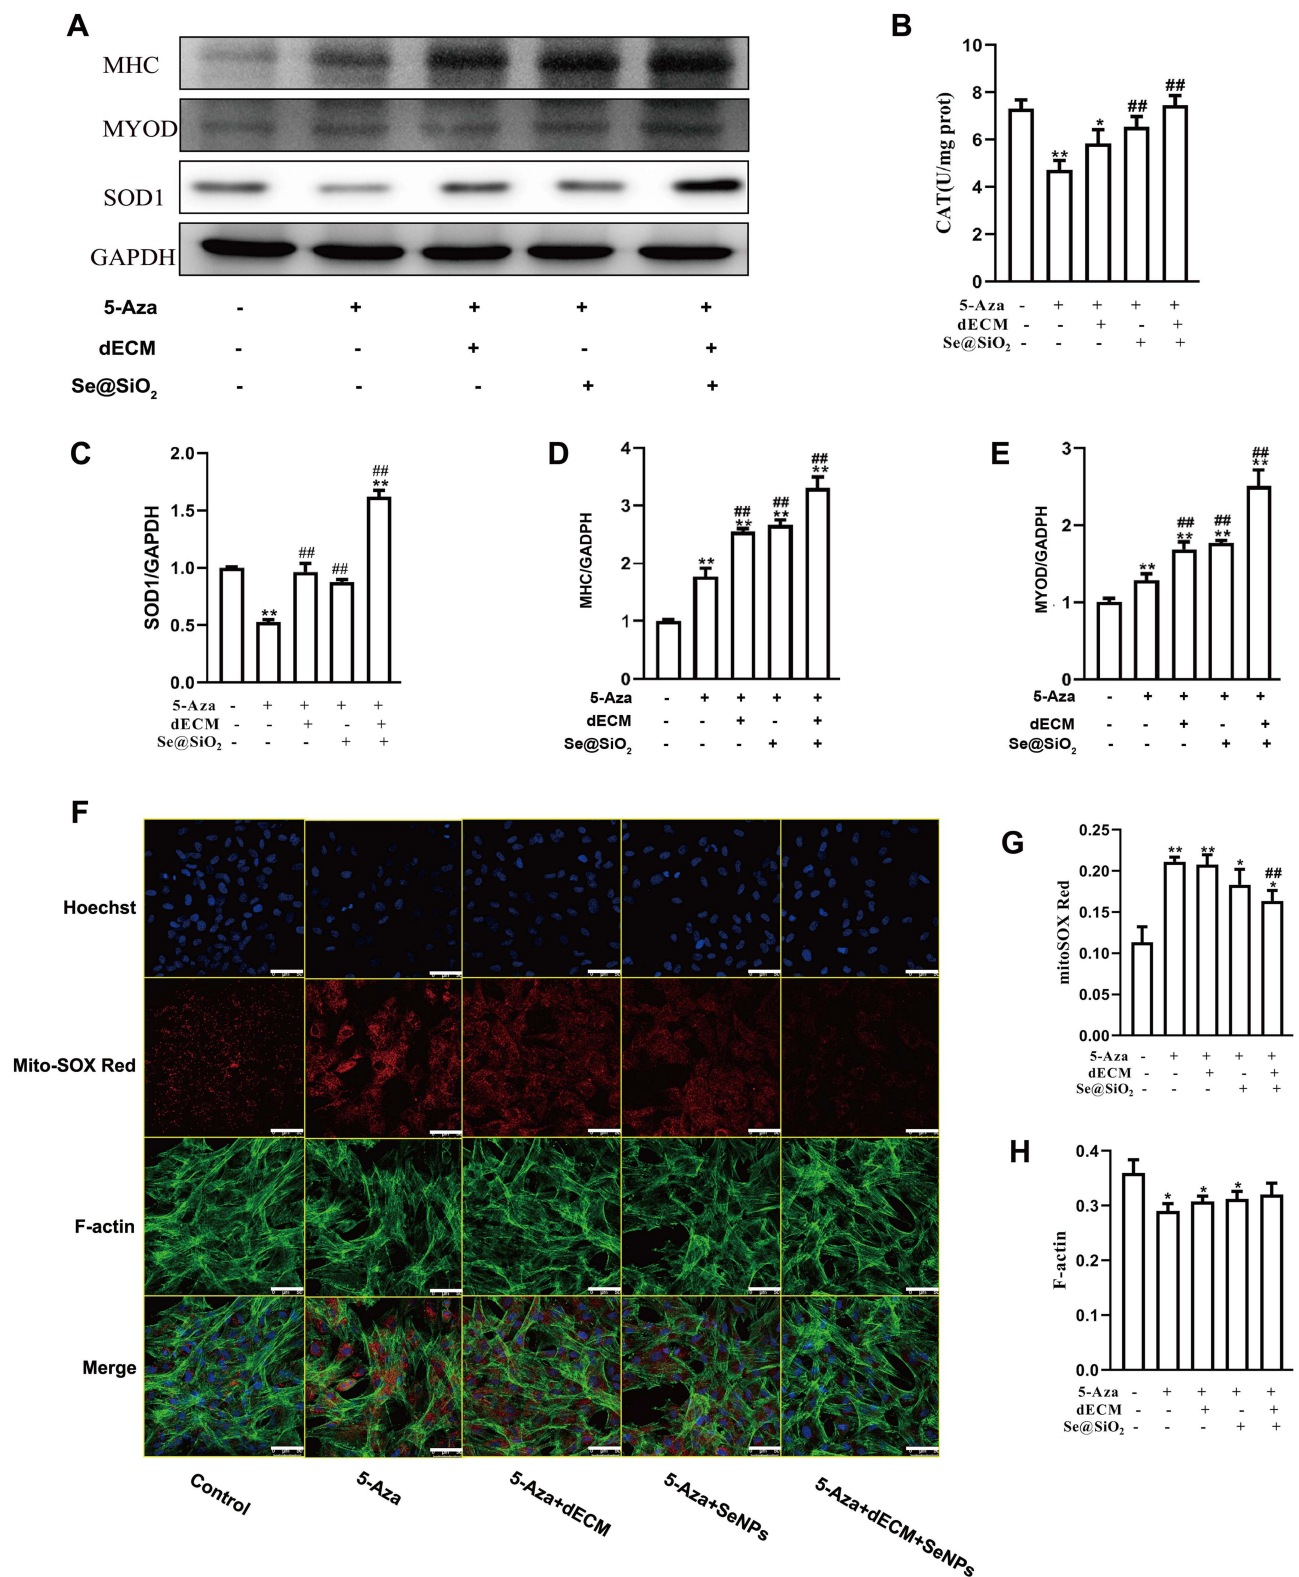 A
MHC
MYOD
SOD1
GAPDH
5-Aza - + + + +
dECM - - + - +
Se@SiO2 - - - + +
B
CAT(U/mg prot)
10
8
6
4
2
0
** * ## ##
5-Aza - + + + +
dECM - - + - +
Se@SiO2 - - - + +
C
SOD1/GAPDH
2.0
1.5
1.0
0.5
0.0
** ## ## ## **
5-Aza - + + + +
dECM - - + - +
Se@SiO2 - - - + +
D
MHC/GADPH
4
3
2
1
0
** ## ** ## ** ## **
5-Aza - + + + +
dECM - - + - +
Se@SiO2 - - - + +
E
MYOD/GADPH
3
2
1
0
** ## ** ## ** ## **
5-Aza - + + + +
dECM - - + - +
Se@SiO2 - - - + +
F
Hoechst
Mito-SOX Red
F-actin
Merge
Control
5-Aza
5-Aza+dECM
5-Aza+SeNPs
5-Aza+dECM+SeNPs
G
mitoSOX Red
0.25
0.20
0.15
0.10
0.05
0.00
** ** * ## *
5-Aza - + + + +
dECM - - + - +
Se@SiO2 - - - + +
H
F-actin
0.4
0.3
0.2
0.1
0.0
* * *
5-Aza - + + + +
dECM - - + - +
Se@SiO2 - - - + +